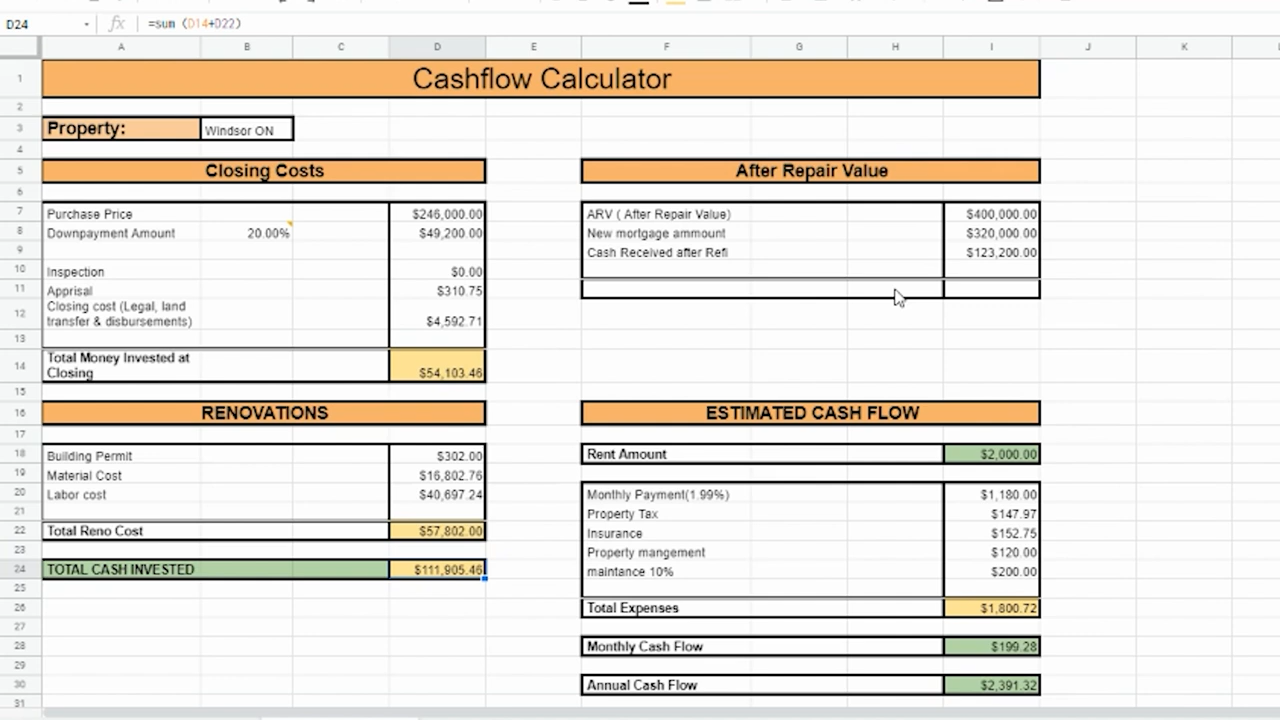 D24 fx =sum (D14+D22)
A B C D E F G H I J K
1 Cashflow Calculator
2
3 Property: Windsor ON
4
5 Closing Costs After Repair Value
6
7 Purchase Price $246,000.00 ARV ( After Repair Value) $400,000.00
8 Downpayment Amount 20.00% $49,200.00 New mortgage ammount $320,000.00
9 Cash Received after Refi $123,200.00
10 Inspection $0.00
11 Apprisal $310.75
Closing cost (Legal, land
12 transfer & disbursements) $4,592.71
13
Total Money Invested at
14 Closing $54,103.46
15
16 RENOVATIONS ESTIMATED CASH FLOW
17
18 Building Permit $302.00 Rent Amount $2,000.00
19 Material Cost $16,802.76
20 Labor cost $40,697.24 Monthly Payment(1.99%) $1,180.00
21 Property Tax $147.97
22 Total Reno Cost $57,802.00 Insurance $152.75
23 Property mangement $120.00
24 TOTAL CASH INVESTED $111,905.46 maintance 10% $200.00
25
26 Total Expenses $1,800.72
27
28 Monthly Cash Flow $199.28
29
30 Annual Cash Flow $2,391.32
31